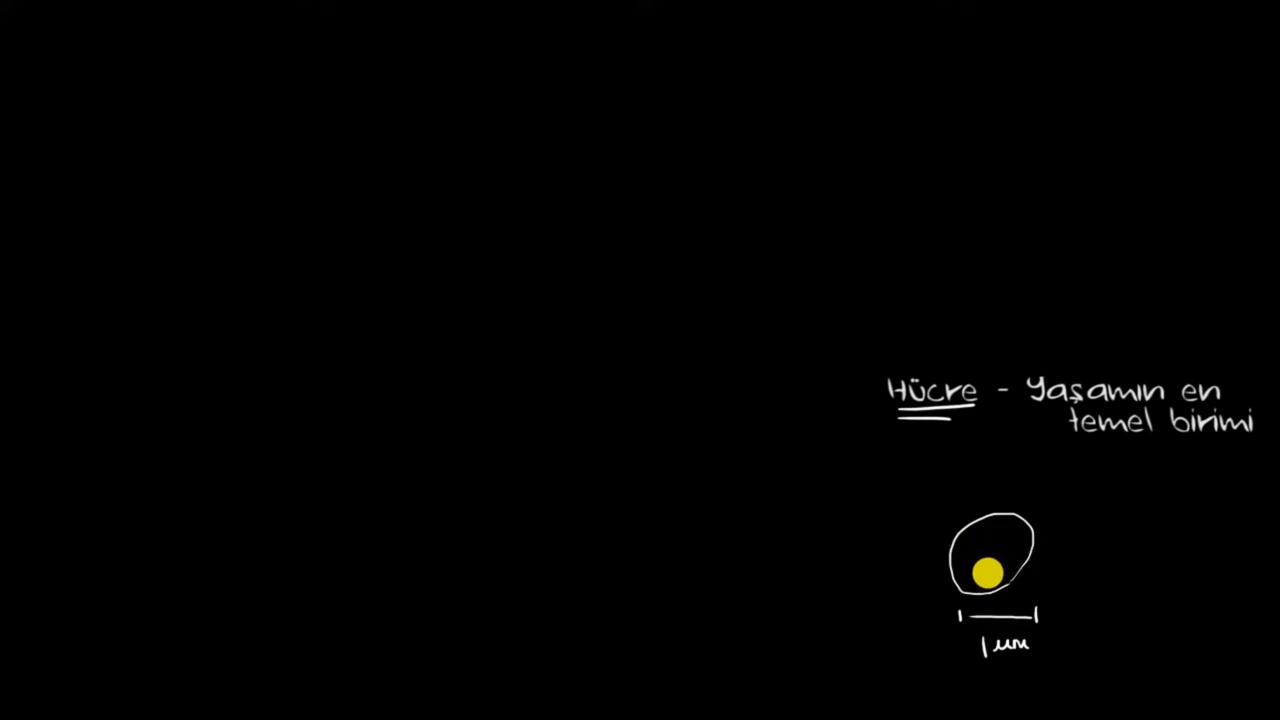 Hücre - Yaşamın en
temel birimi
1 μm